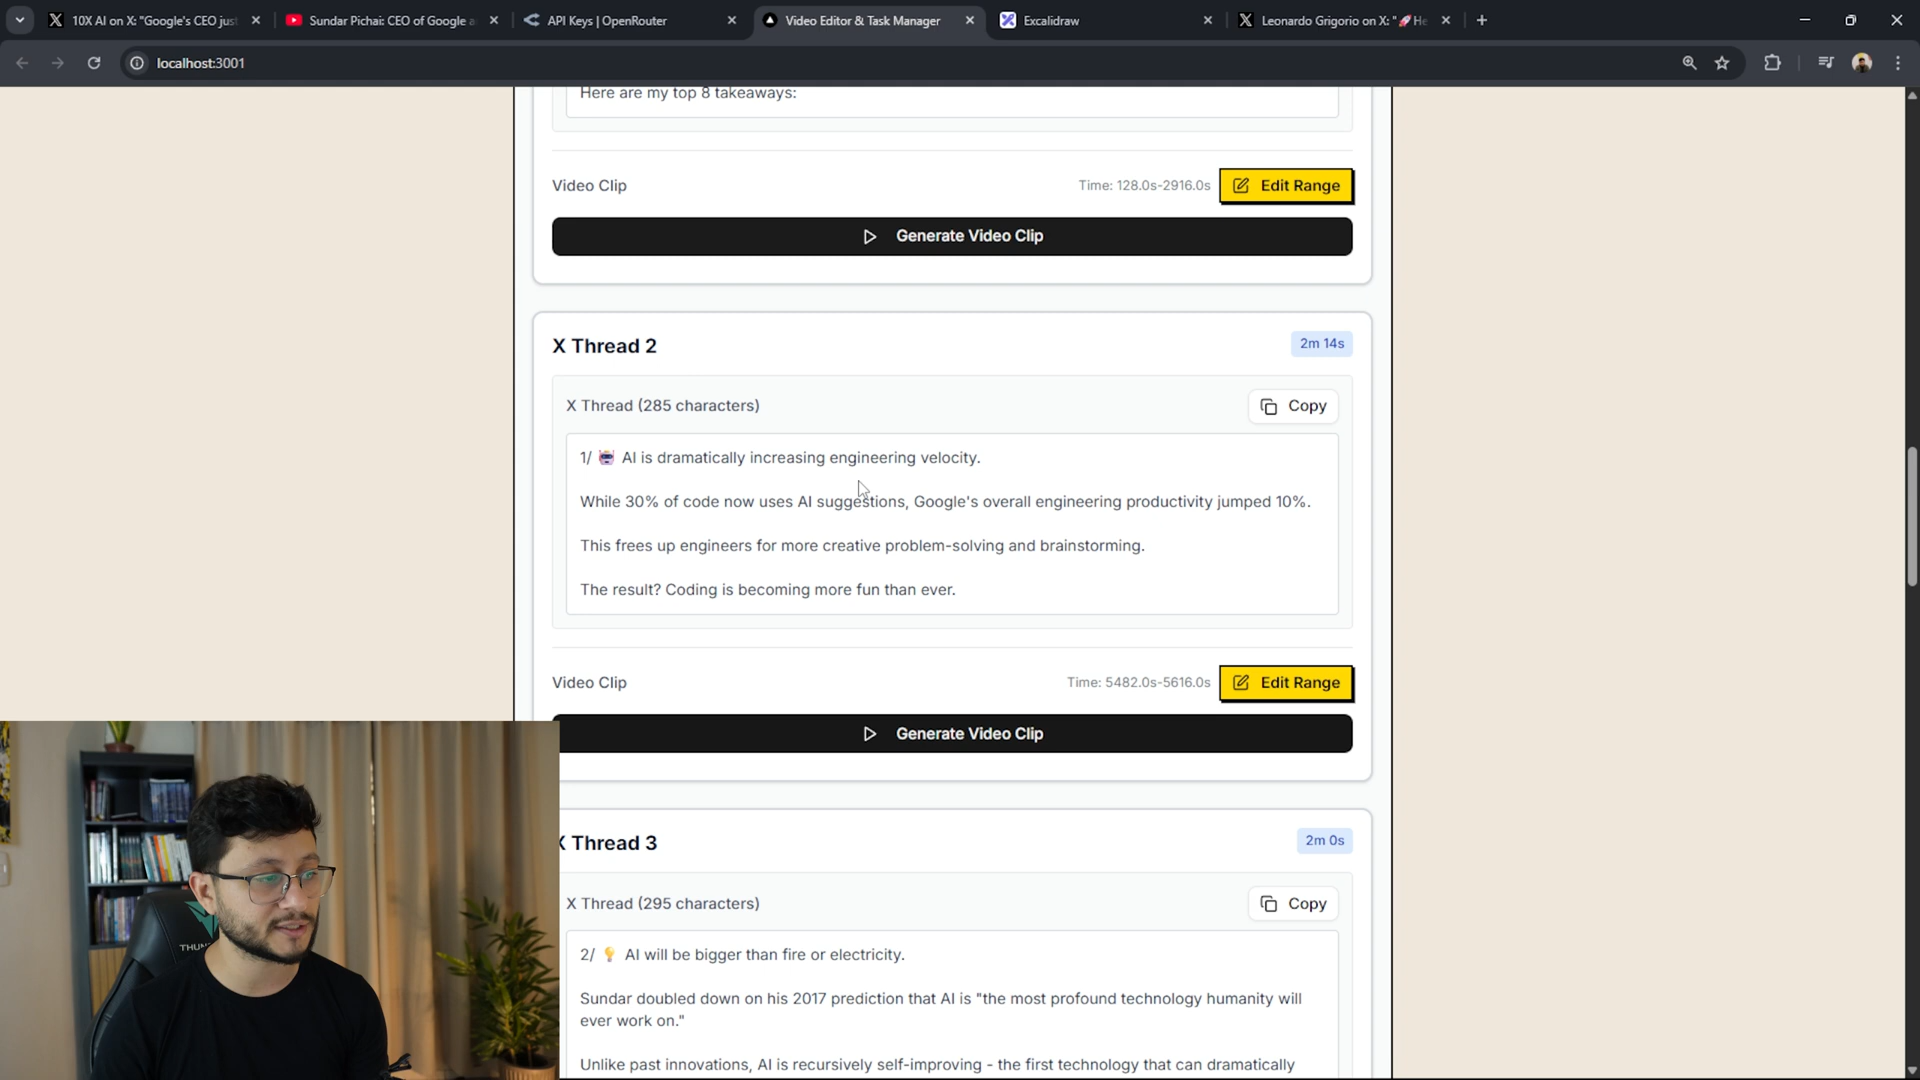 10X AI on X: "Google's CEO jus
Sundar Pichai: CEO of Google a
API Keys | OpenRouter
Video Editor & Task Manager
Excalidraw
Leonardo Grigorio on X: "🚀He
localhost:3001
Here are my top 8 takeaways:
Video Clip
Time: 128.0s-2916.0s
Edit Range
Generate Video Clip
X Thread 2
2m 14s
X Thread (285 characters)
Copy
1/ 🤖 AI is dramatically increasing engineering velocity.
While 30% of code now uses AI suggestions, Google's overall engineering productivity jumped 10%.
This frees up engineers for more creative problem-solving and brainstorming.
The result? Coding is becoming more fun than ever.
Video Clip
Time: 5482.0s-5616.0s
Edit Range
Generate Video Clip
X Thread 3
2m 0s
X Thread (295 characters)
Copy
2/ 💡 AI will be bigger than fire or electricity.
Sundar doubled down on his 2017 prediction that AI is "the most profound technology humanity will
ever work on."
Unlike past innovations, AI is recursively self-improving - the first technology that can dramatically
THUN